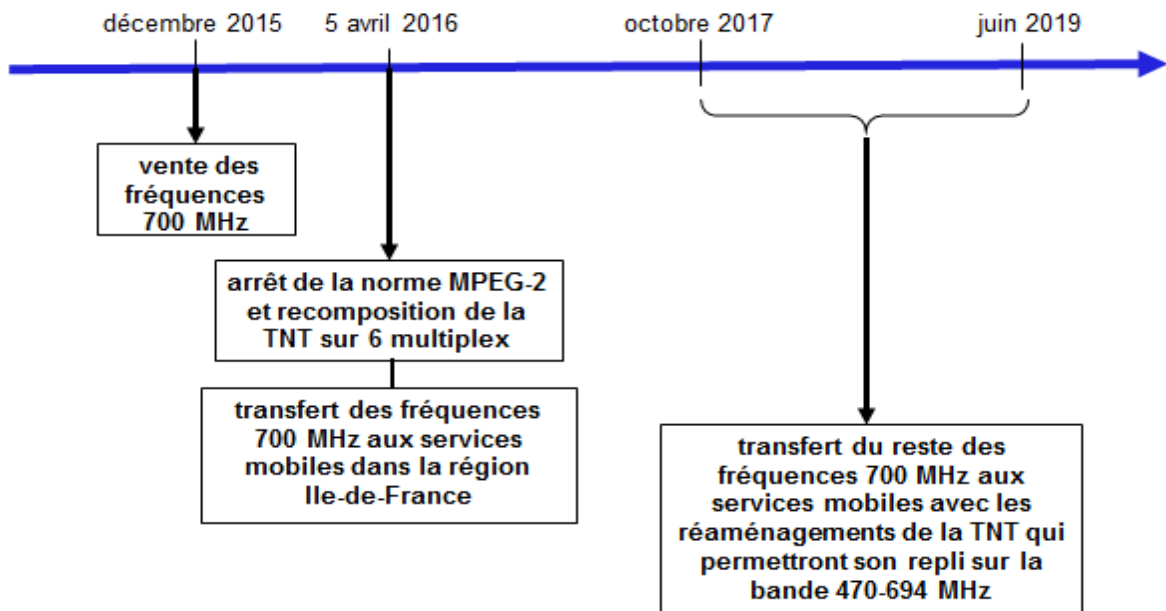 décembre 2015
5 avril 2016
octobre 2017
juin 2019
vente des
fréquences
700 MHz
arrêt de la norme MPEG-2
et recomposition de la
TNT sur 6 multiplex
transfert des fréquences
700 MHz aux services
mobiles dans la région
Ile-de-France
transfert du reste des
fréquences 700 MHz aux
services mobiles avec les
réaménagements de la TNT qui
permettront son repli sur la
bande 470-694 MHz